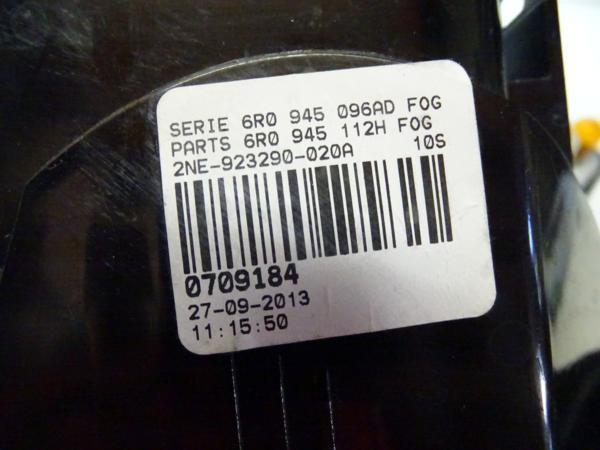 SERIE 6R0 945 096AD FOG
PARTS 6R0 945 112H FOG
2NE-923290-020A 10S
0709184
27-09-2013
11:15:50